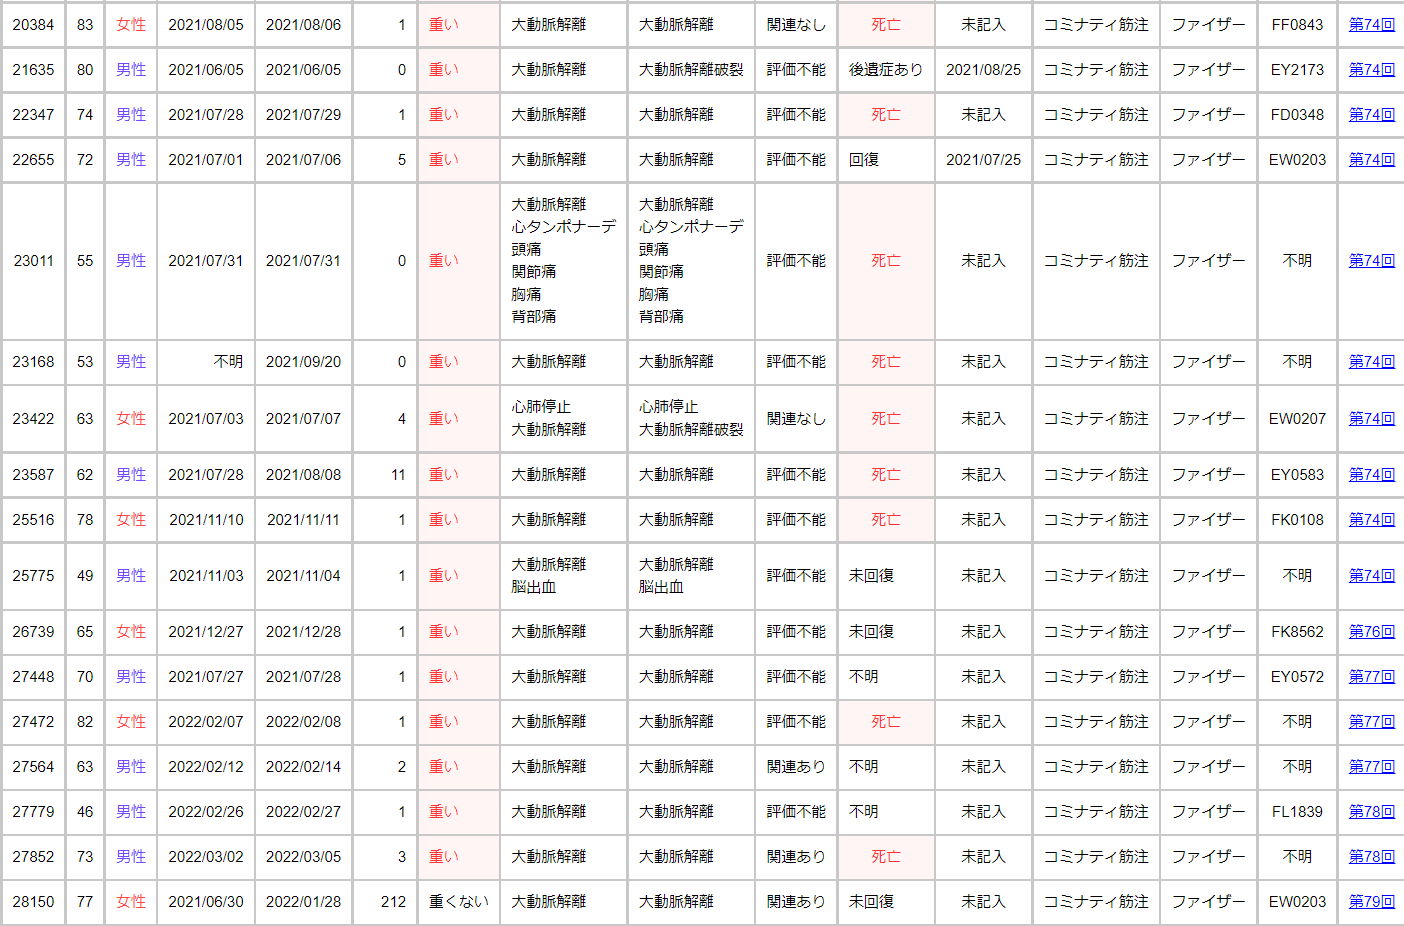 20384 83 女性 2021/08/05 2021/08/06 1 重い 大動脈解離 大動脈解離 関連なし 死亡 未記入 コミナティ筋注 ファイザー FF0843 第74回
21635 80 男性 2021/06/05 2021/06/05 0 重い 大動脈解離 大動脈解離破裂 評価不能 後遺症あり 2021/08/25 コミナティ筋注 ファイザー EY2173 第74回
22347 74 男性 2021/07/28 2021/07/29 1 重い 大動脈解離 大動脈解離 評価不能 死亡 未記入 コミナティ筋注 ファイザー FD0348 第74回
22655 72 男性 2021/07/01 2021/07/06 5 重い 大動脈解離 大動脈解離 評価不能 回復 2021/07/25 コミナティ筋注 ファイザー EW0203 第74回
大動脈解離 大動脈解離
心タンポナーデ 心タンポナーデ
頭痛 頭痛
23011 55 男性 2021/07/31 2021/07/31 0 重い 関節痛 関節痛 評価不能 死亡 未記入 コミナティ筋注 ファイザー 不明 第74回
胸痛 胸痛
背部痛 背部痛
23168 53 男性 不明 2021/09/20 0 重い 大動脈解離 大動脈解離 評価不能 死亡 未記入 コミナティ筋注 ファイザー 不明 第74回
23422 63 女性 2021/07/03 2021/07/07 4 重い 心肺停止 心肺停止 関連なし 死亡 未記入 コミナティ筋注 ファイザー EW0207 第74回
大動脈解離 大動脈解離破裂
23587 62 男性 2021/07/28 2021/08/08 11 重い 大動脈解離 大動脈解離 評価不能 死亡 未記入 コミナティ筋注 ファイザー EY0583 第74回
25516 78 女性 2021/11/10 2021/11/11 1 重い 大動脈解離 大動脈解離 評価不能 死亡 未記入 コミナティ筋注 ファイザー FK0108 第74回
25775 49 男性 2021/11/03 2021/11/04 1 重い 大動脈解離 大動脈解離 評価不能 未回復 未記入 コミナティ筋注 ファイザー 不明 第74回
脳出血 脳出血
26739 65 女性 2021/12/27 2021/12/28 1 重い 大動脈解離 大動脈解離 評価不能 未回復 未記入 コミナティ筋注 ファイザー FK8562 第76回
27448 70 男性 2021/07/27 2021/07/28 1 重い 大動脈解離 大動脈解離 評価不能 不明 未記入 コミナティ筋注 ファイザー EY0572 第77回
27472 82 女性 2022/02/07 2022/02/08 1 重い 大動脈解離 大動脈解離 評価不能 死亡 未記入 コミナティ筋注 ファイザー 不明 第77回
27564 63 男性 2022/02/12 2022/02/14 2 重い 大動脈解離 大動脈解離 関連あり 不明 未記入 コミナティ筋注 ファイザー 不明 第77回
27779 46 男性 2022/02/26 2022/02/27 1 重い 大動脈解離 大動脈解離 評価不能 不明 未記入 コミナティ筋注 ファイザー FL1839 第78回
27852 73 男性 2022/03/02 2022/03/05 3 重い 大動脈解離 大動脈解離 関連あり 死亡 未記入 コミナティ筋注 ファイザー 不明 第78回
28150 77 女性 2021/06/30 2022/01/28 212 重くない 大動脈解離 大動脈解離 関連あり 未回復 未記入 コミナティ筋注 ファイザー EW0203 第79回